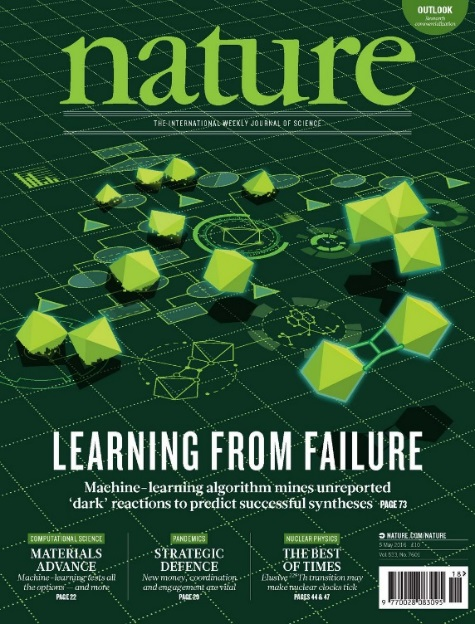 OUTLOOK
Research
commercialization
nature
THE INTERNATIONAL WEEKLY JOURNAL OF SCIENCE
LEARNING FROM FAILURE
Machine-learning algorithm mines unreported
‘dark’ reactions to predict successful syntheses PAGE 73
COMPUTATIONAL SCIENCE
MATERIALS
ADVANCE
Machine-learning tests all
the options — and more
PAGE 22
PANDEMICS
STRATEGIC
DEFENCE
New money, coordination
and engagement are vital
PAGE 29
NUCLEAR PHYSICS
THE BEST
OF TIMES
Elusive Th transition may
make nuclear clocks tick
PAGES 44 & 47
NATURE.COM/NATURE
5 May 2016 £10
Vol. 533, No. 7601
18
9 770028 083095